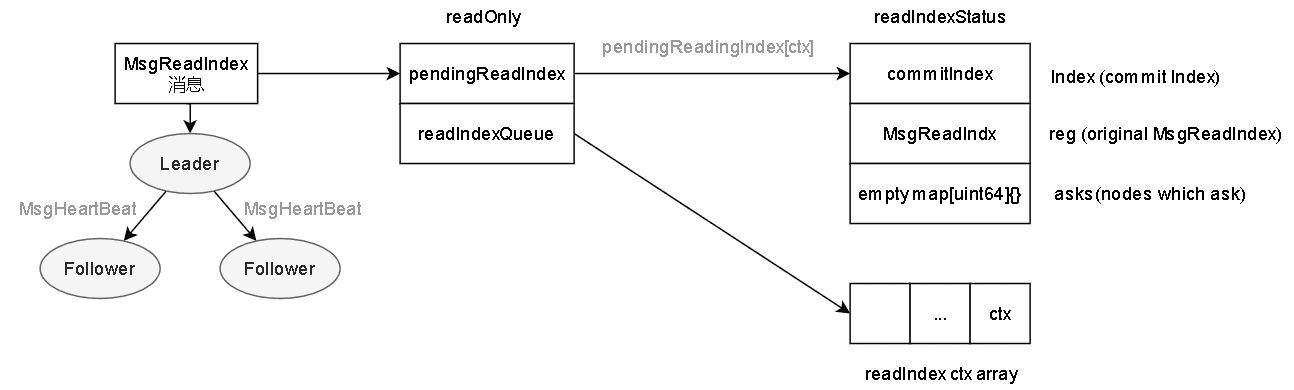 readOnly
readIndexStatus
MsgReadIndex
消息
pendingReadIndex
pendingReadingIndex[ctx]
commitIndex
Index (commit Index)
readIndexQueue
MsgReadIndx
reg (original MsgReadIndex)
Leader
empty map[uint64]{}
asks(nodes which ask)
MsgHeartBeat
MsgHeartBeat
Follower
Follower
...
ctx
readIndex ctx array